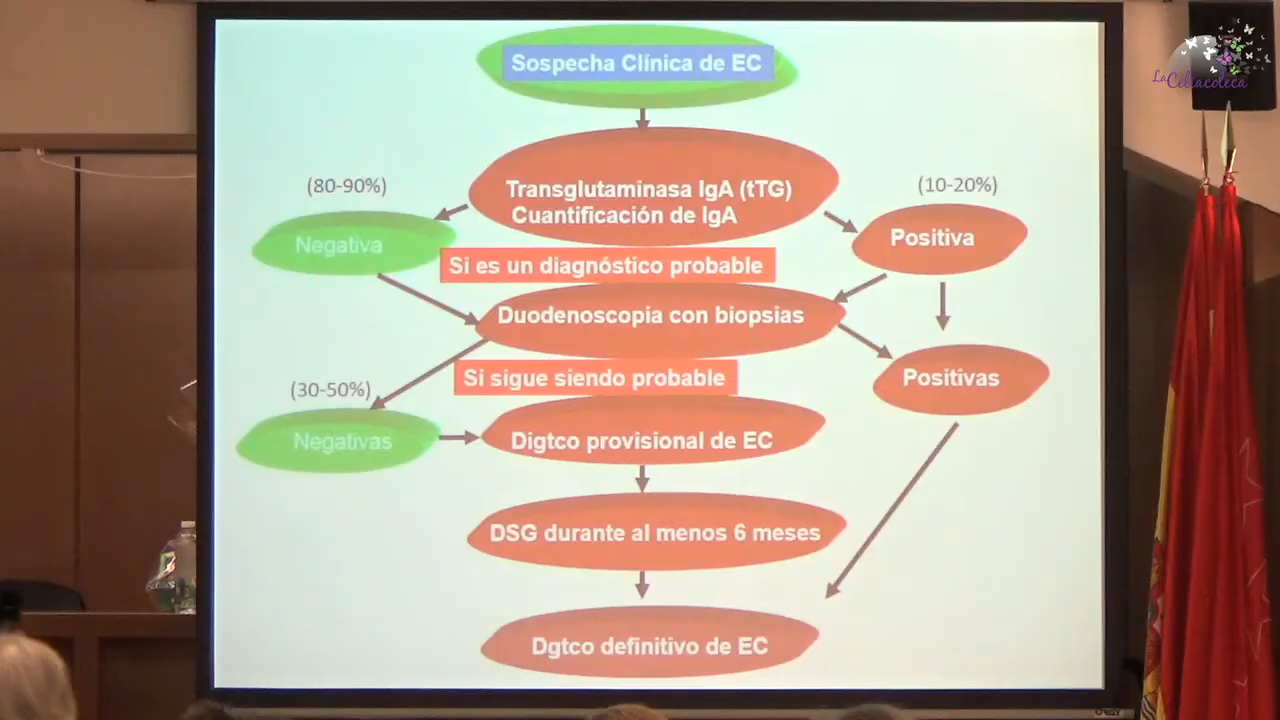 La Celiacoteca
Sospecha Clínica de EC
Transglutaminasa IgA (tTG)
Cuantificación de IgA
(80-90%)
Negativa
(10-20%)
Positiva
Si es un diagnóstico probable
Duodenoscopia con biopsias
Si sigue siendo probable
Positivas
(30-50%)
Negativas
Digtco provisional de EC
DSG durante al menos 6 meses
Dgtco definitivo de EC